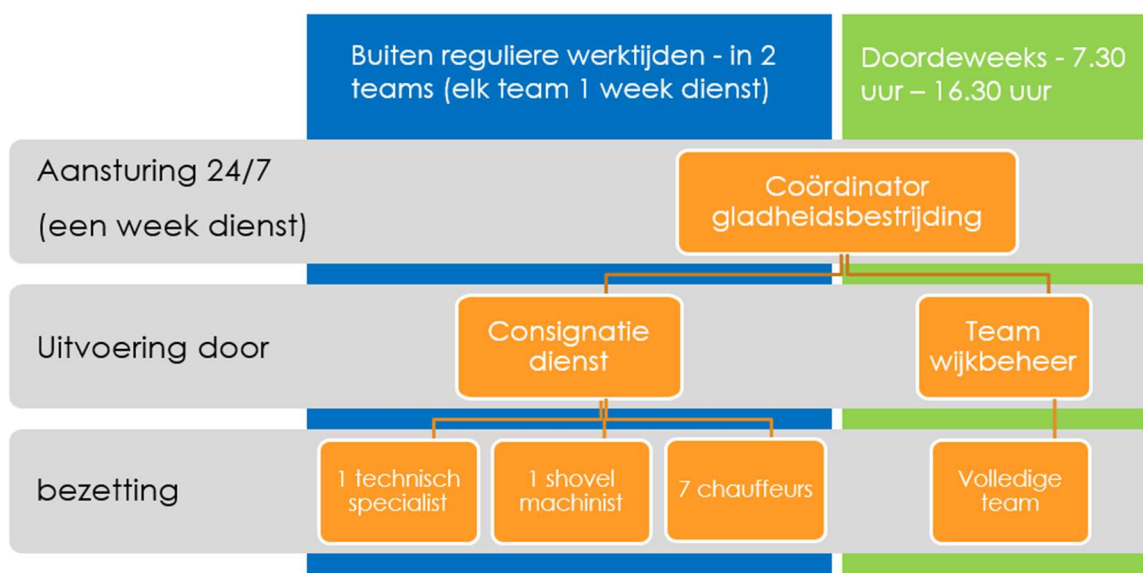 Buiten reguliere werktijden - in 2
teams (elk team 1 week dienst)
Doordeweeks - 7.30
uur – 16.30 uur
Aansturing 24/7
(een week dienst)
Coördinator
gladheidsbestrijding
Uitvoering door
Consignatie
dienst
Team
wijkbeheer
bezetting
1 technisch
specialist
1 shovel
machinist
7 chauffeurs
Volledige
team